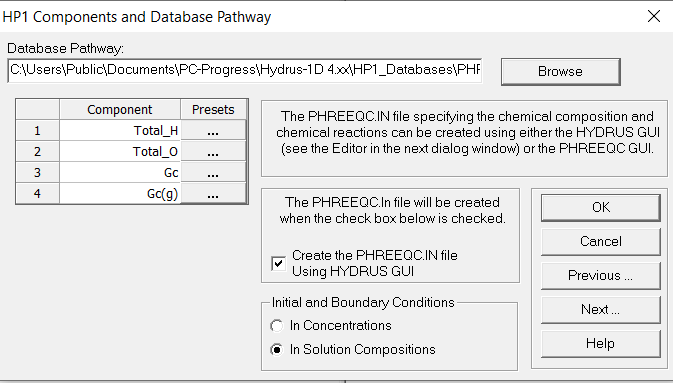 HP1 Components and Database Pathway
Database Pathway:
C:\Users\Public\Documents\PC-Progress\Hydrus-1D 4.xx\HP1_Databases\PHR
Browse
Component Presets
1 Total_H ...
2 Total_O ...
3 Gc ...
4 Gc(g) ...
The PHREEQC.IN file specifying the chemical composition and
chemical reactions can be created using either the HYDRUS GUI
(see the Editor in the next dialog window) or the PHREEQC GUI.
The PHREEQC.In file will be created
when the check box below is checked.
Create the PHREEQC.IN file
Using HYDRUS GUI
Initial and Boundary Conditions
In Concentrations
In Solution Compositions
OK
Cancel
Previous ...
Next ...
Help